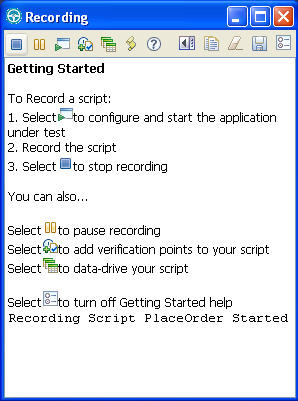 Recording
Getting Started
To Record a script:
1. Select to configure and start the application
under test
2. Record the script
3. Select to stop recording
You can also...
Select to pause recording
Select to add verification points to your script
Select to data-drive your script
Select to turn off Getting Started help
Recording Script PlaceOrder Started